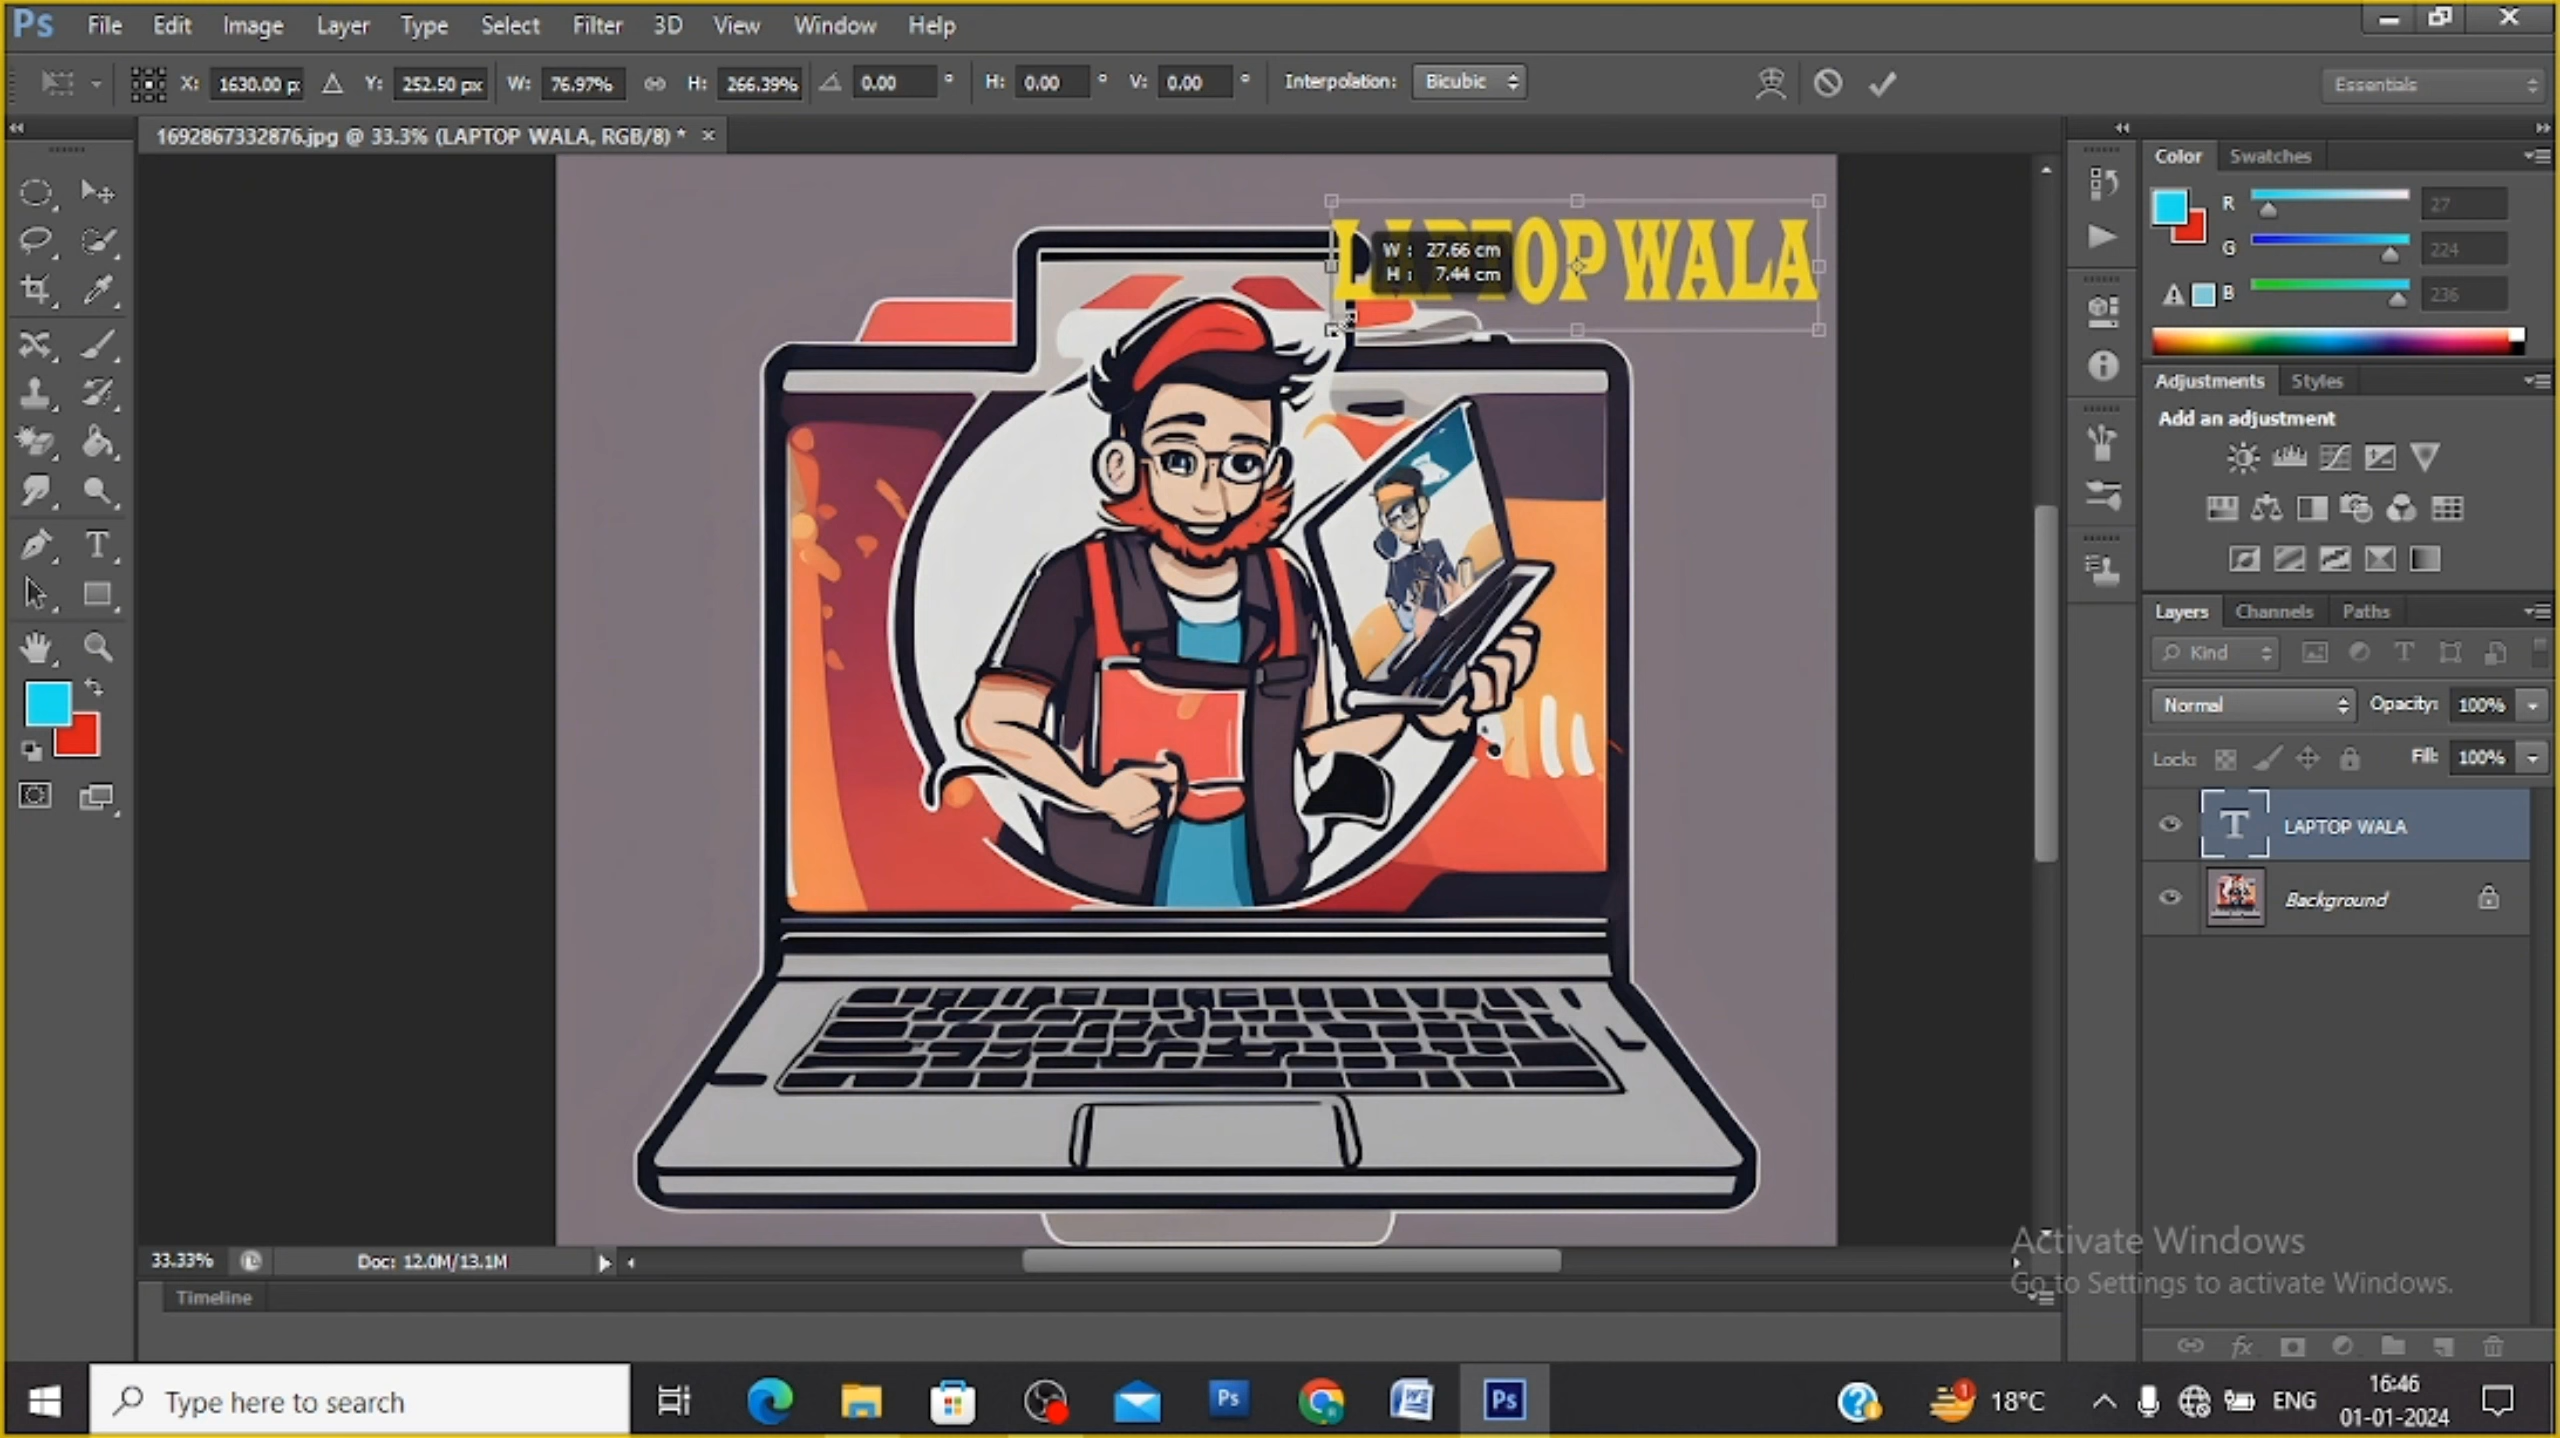 Ps File Edit Image Layer Type Select Filter 3D View Window Help
X: 1630.00 p: Y: 252.50 px W: 76.97% H: 266.39% 0.00 ° H: 0.00 ° V: 0.00 ° Interpolation: Bicubic Essentials
1692867332876.jpg @ 33.3% (LAPTOP WALA, RGB/8) * ×
Color Swatches
R 27
G 224
B 236
LAPTOP WALA
W : 27.66 cm
H : 7.44 cm
Adjustments Styles
Add an adjustment
Layers Channels Paths
Kind
Normal Opacity: 100%
Lock: Fill: 100%
T LAPTOP WALA
Background
33.33% Doc: 12.0M/13.1M
Timeline
Activate Windows
Go to Settings to activate Windows.
Type here to search
Ps
Ps
1
18°C
ENG
16:46
01-01-2024